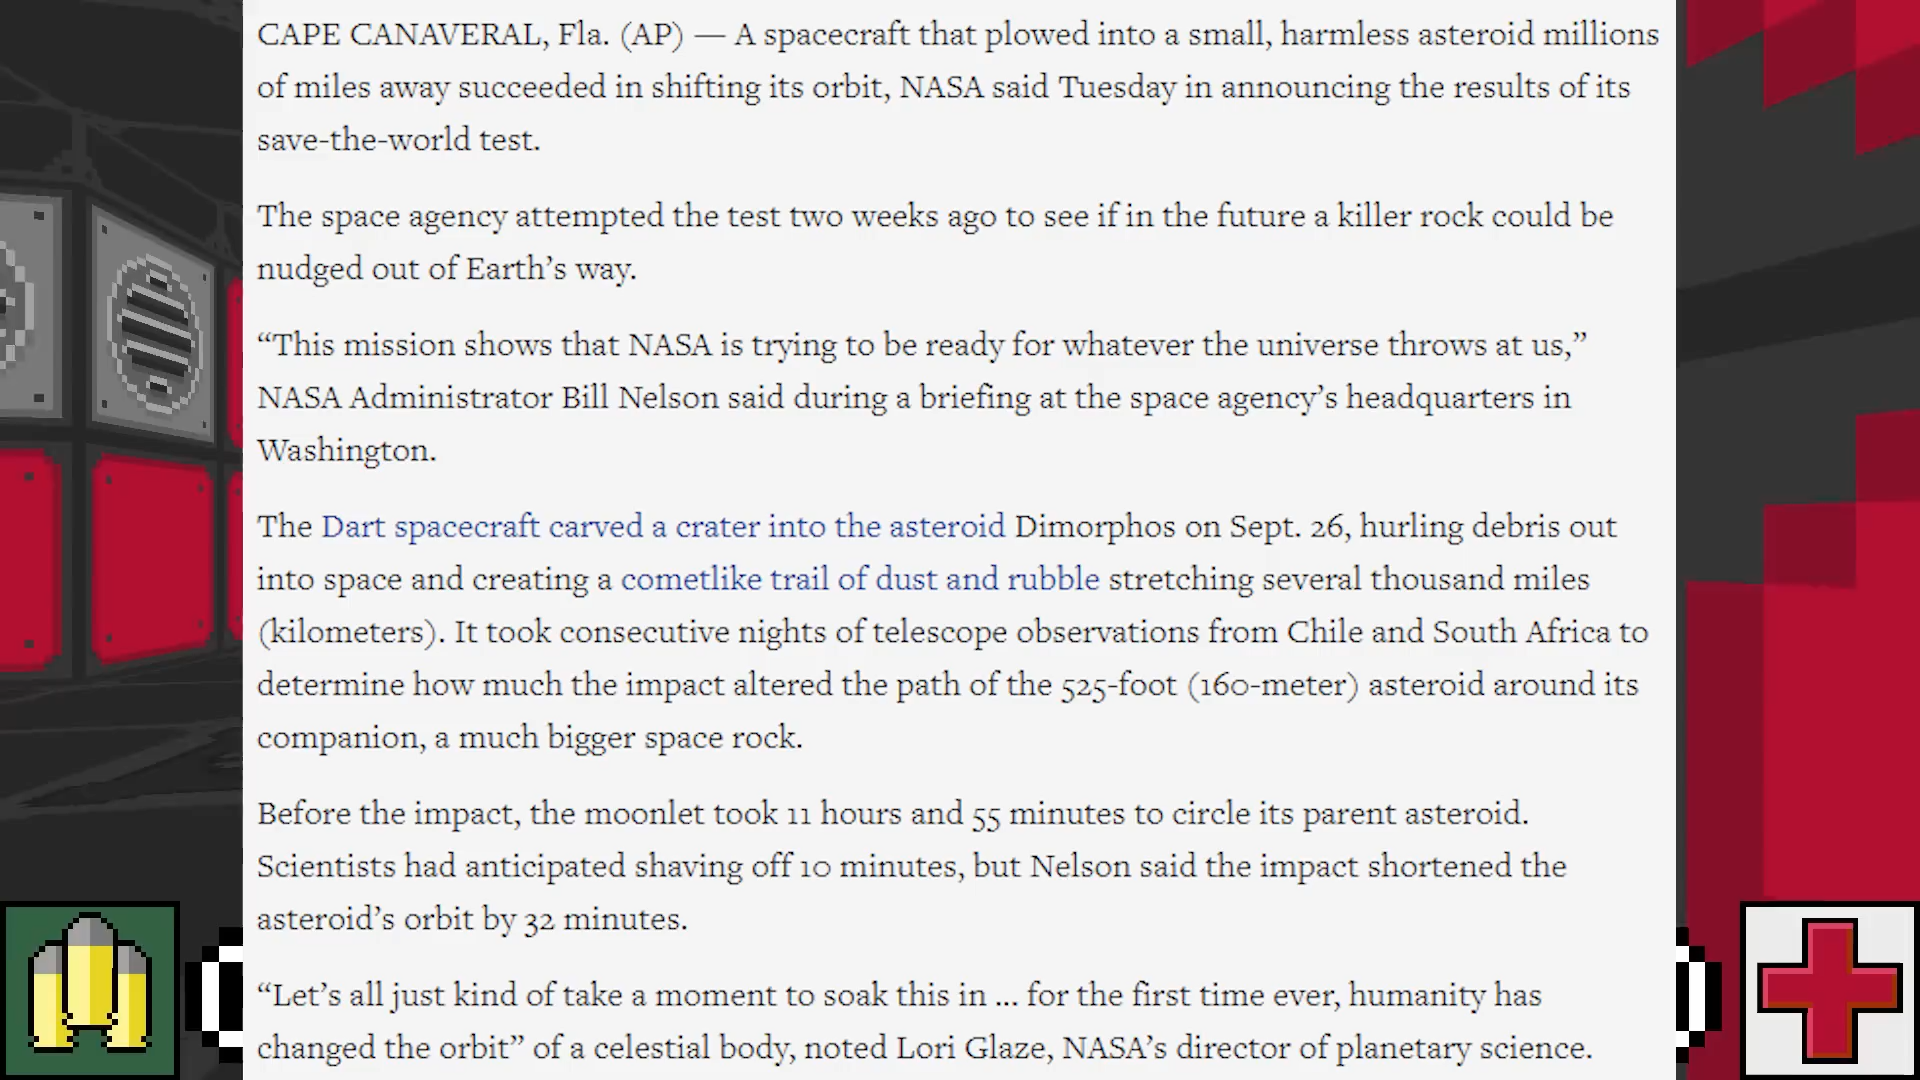 CAPE CANAVERAL, Fla. (AP) — A spacecraft that plowed into a small, harmless asteroid millions
of miles away succeeded in shifting its orbit, NASA said Tuesday in announcing the results of its
save-the-world test.
The space agency attempted the test two weeks ago to see if in the future a killer rock could be
nudged out of Earth’s way.
“This mission shows that NASA is trying to be ready for whatever the universe throws at us,”
NASA Administrator Bill Nelson said during a briefing at the space agency’s headquarters in
Washington.
The Dart spacecraft carved a crater into the asteroid Dimorphos on Sept. 26, hurling debris out
into space and creating a cometlike trail of dust and rubble stretching several thousand miles
(kilometers). It took consecutive nights of telescope observations from Chile and South Africa to
determine how much the impact altered the path of the 525-foot (160-meter) asteroid around its
companion, a much bigger space rock.
Before the impact, the moonlet took 11 hours and 55 minutes to circle its parent asteroid.
Scientists had anticipated shaving off 10 minutes, but Nelson said the impact shortened the
asteroid’s orbit by 32 minutes.
“Let’s all just kind of take a moment to soak this in ... for the first time ever, humanity has
changed the orbit” of a celestial body, noted Lori Glaze, NASA’s director of planetary science.